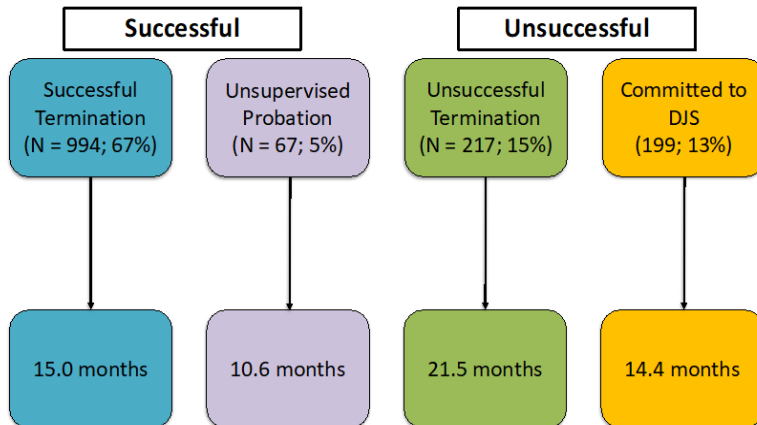 Successful
Unsuccessful
Successful
Termination
(N = 994; 67%)
Unsupervised
Probation
(N = 67; 5%)
Unsuccessful
Termination
(N = 217; 15%)
Committed to
DJS
(199; 13%)
15.0 months
10.6 months
21.5 months
14.4 months